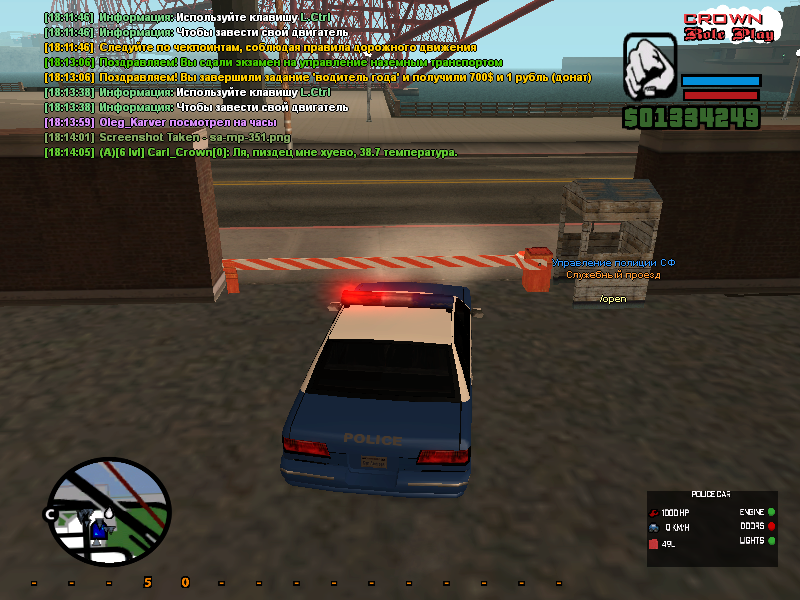 [18:11:46] Информация: Используйте клавишу L.Ctrl
[18:11:46] Информация: Чтобы завести свой двигатель
[18:11:46] Следуйте по чекпоинтам, соблюдая правила дорожного движения
[18:13:06] Поздравляем! Вы сдали экзамен на управление наземным транспортом
[18:13:06] Поздравляем! Вы завершили задание 'водитель года' и получили 700$ и 1 рубль (донат)
[18:13:38] Информация: Используйте клавишу L.Ctrl
[18:13:38] Информация: Чтобы завести свой двигатель
[18:13:59] Oleg_Karver посмотрел на часы
[18:14:01] Screenshot Taken - sa-mp-351.png
[18:14:05] (A)[6 lvl] Carl_Crown[0]: Ля, пиздец мне хуево, 38.7 температура.
CROWN
Role Play
$01334249
Управление полиции СФ
Служебный проезд
/open
POLICE
POLICE CAR
1000 HP
ENGINE
0 KM/H
DOORS
49L
LIGHTS
- - - 5 0 - - - - - - - - - -